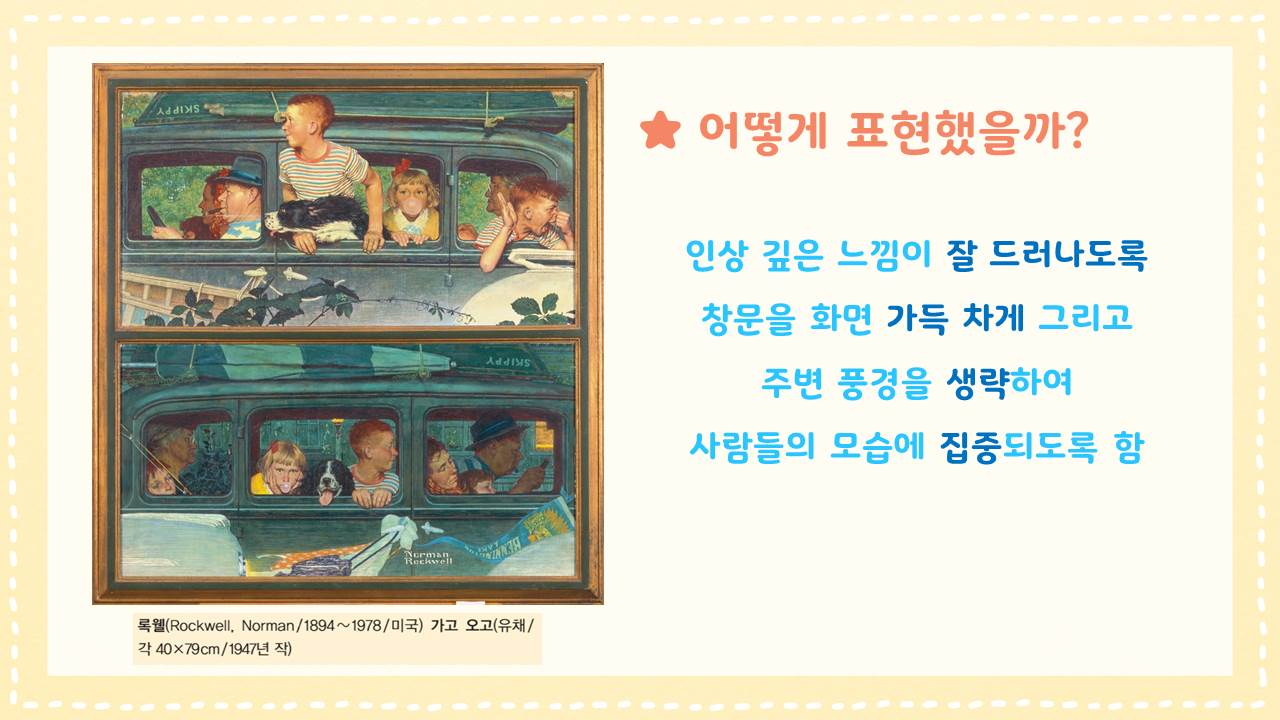 SKIPPY
SKIPPY
Norman
Rockwell
록웰(Rockwell, Norman/1894~1978/미국) 가고 오고(유채/
각 40×79cm/1947년 작)
어떻게 표현했을까?
인상 깊은 느낌이 잘 드러나도록
창문을 화면 가득 차게 그리고
주변 풍경을 생략하여
사람들의 모습에 집중되도록 함